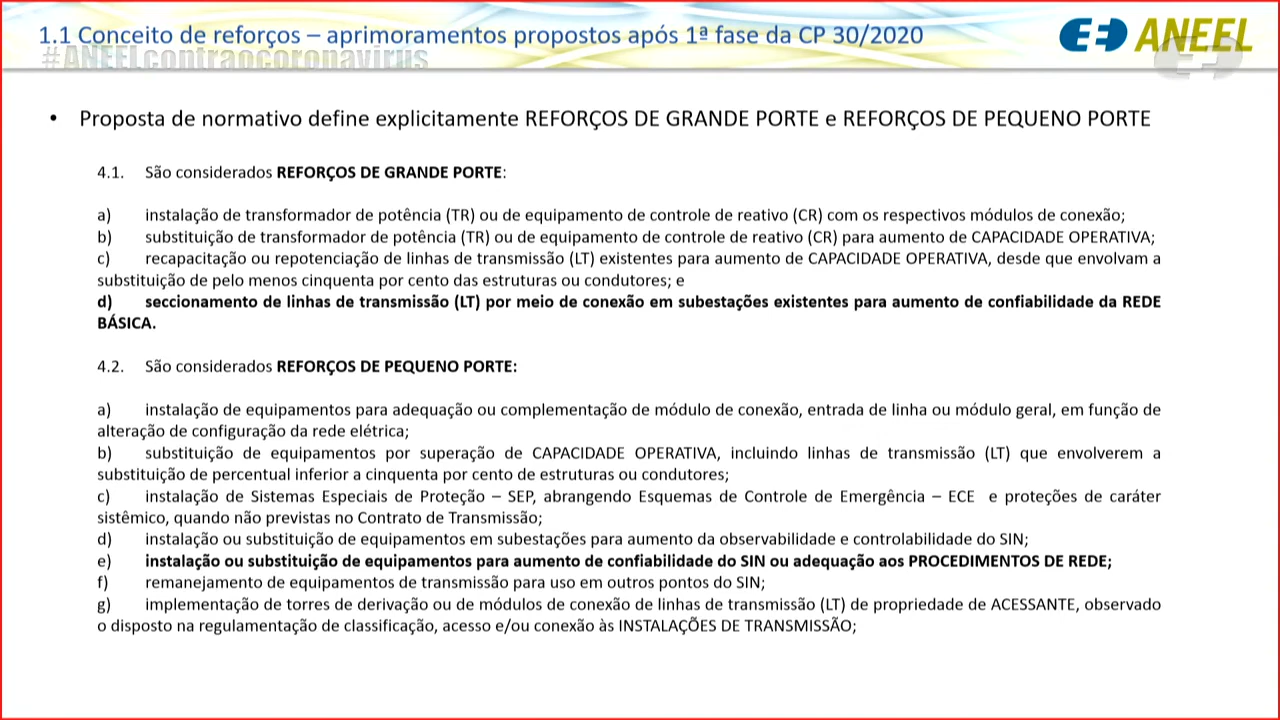 1.1 Conceito de reforços – aprimoramentos propostos após 1ª fase da CP 30/2020
ANEEL
#ANEELcontraocoronavirus
• Proposta de normativo define explicitamente REFORÇOS DE GRANDE PORTE e REFORÇOS DE PEQUENO PORTE
4.1. São considerados REFORÇOS DE GRANDE PORTE:
a) instalação de transformador de potência (TR) ou de equipamento de controle de reativo (CR) com os respectivos módulos de conexão;
b) substituição de transformador de potência (TR) ou de equipamento de controle de reativo (CR) para aumento de CAPACIDADE OPERATIVA;
c) recapacitação ou repotenciação de linhas de transmissão (LT) existentes para aumento de CAPACIDADE OPERATIVA, desde que envolvam a
substituição de pelo menos cinquenta por cento das estruturas ou condutores; e
d) seccionamento de linhas de transmissão (LT) por meio de conexão em subestações existentes para aumento de confiabilidade da REDE
BÁSICA.
4.2. São considerados REFORÇOS DE PEQUENO PORTE:
a) instalação de equipamentos para adequação ou complementação de módulo de conexão, entrada de linha ou módulo geral, em função de
alteração de configuração da rede elétrica;
b) substituição de equipamentos por superação de CAPACIDADE OPERATIVA, incluindo linhas de transmissão (LT) que envolverem a
substituição de percentual inferior a cinquenta por cento de estruturas ou condutores;
c) instalação de Sistemas Especiais de Proteção – SEP, abrangendo Esquemas de Controle de Emergência – ECE e proteções de caráter
sistêmico, quando não previstas no Contrato de Transmissão;
d) instalação ou substituição de equipamentos em subestações para aumento da observabilidade e controlabilidade do SIN;
e) instalação ou substituição de equipamentos para aumento de confiabilidade do SIN ou adequação aos PROCEDIMENTOS DE REDE;
f) remanejamento de equipamentos de transmissão para uso em outros pontos do SIN;
g) implementação de torres de derivação ou de módulos de conexão de linhas de transmissão (LT) de propriedade de ACESSANTE, observado
o disposto na regulamentação de classificação, acesso e/ou conexão às INSTALAÇÕES DE TRANSMISSÃO;